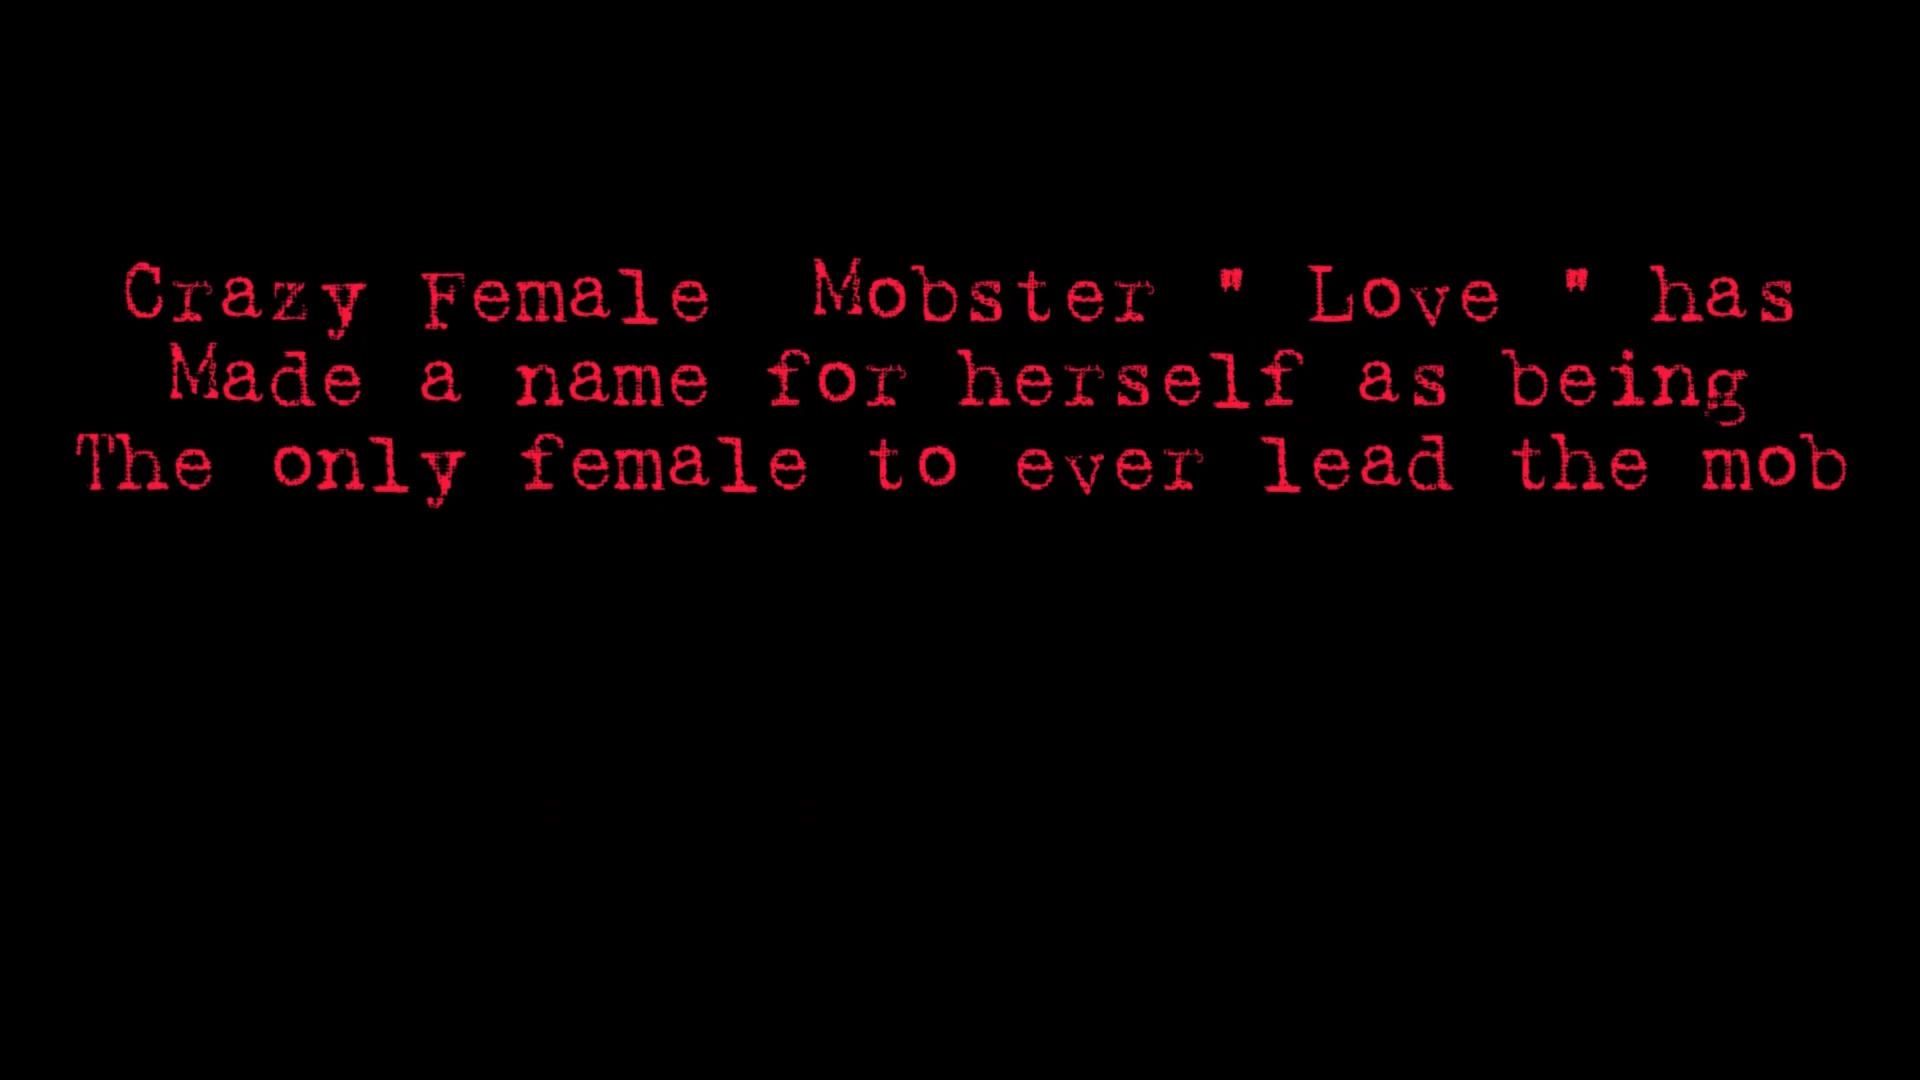 Crazy Female  Mobster " Love " has
Made a name for herself as being
The only female to ever lead the mob